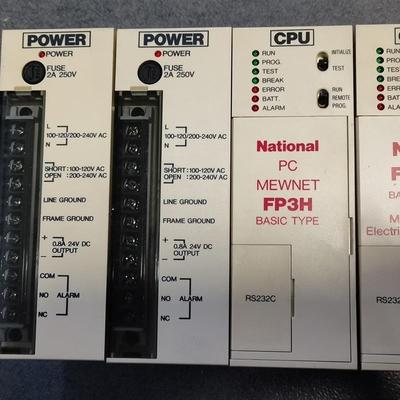 POWER
POWER
FUSE
2A 250V
L
100-120/200-240V AC
N
SHORT:100-120V AC
OPEN :200-240V AC
LINE GROUND
FRAME GROUND
+
0.8A 24V DC
OUTPUT
−
COM
NO ALARM
NC
POWER
POWER
FUSE
2A 250V
L
100-120/200-240V AC
N
SHORT:100-120V AC
OPEN :200-240V AC
LINE GROUND
FRAME GROUND
+
0.8A 24V DC
OUTPUT
−
COM
NO ALARM
NC
CPU
RUN
PROG.
TEST
BREAK
ERROR
BATT.
ALARM
INITIALIZE
TEST
RUN
REMOTE
PROG.
National
PC
MEWNET
FP3H
BASIC TYPE
RS232C
RUN
PROG.
TEST
BREAK
ERROR
BATT.
ALARM
Nation
BASIC
Electri
RS232